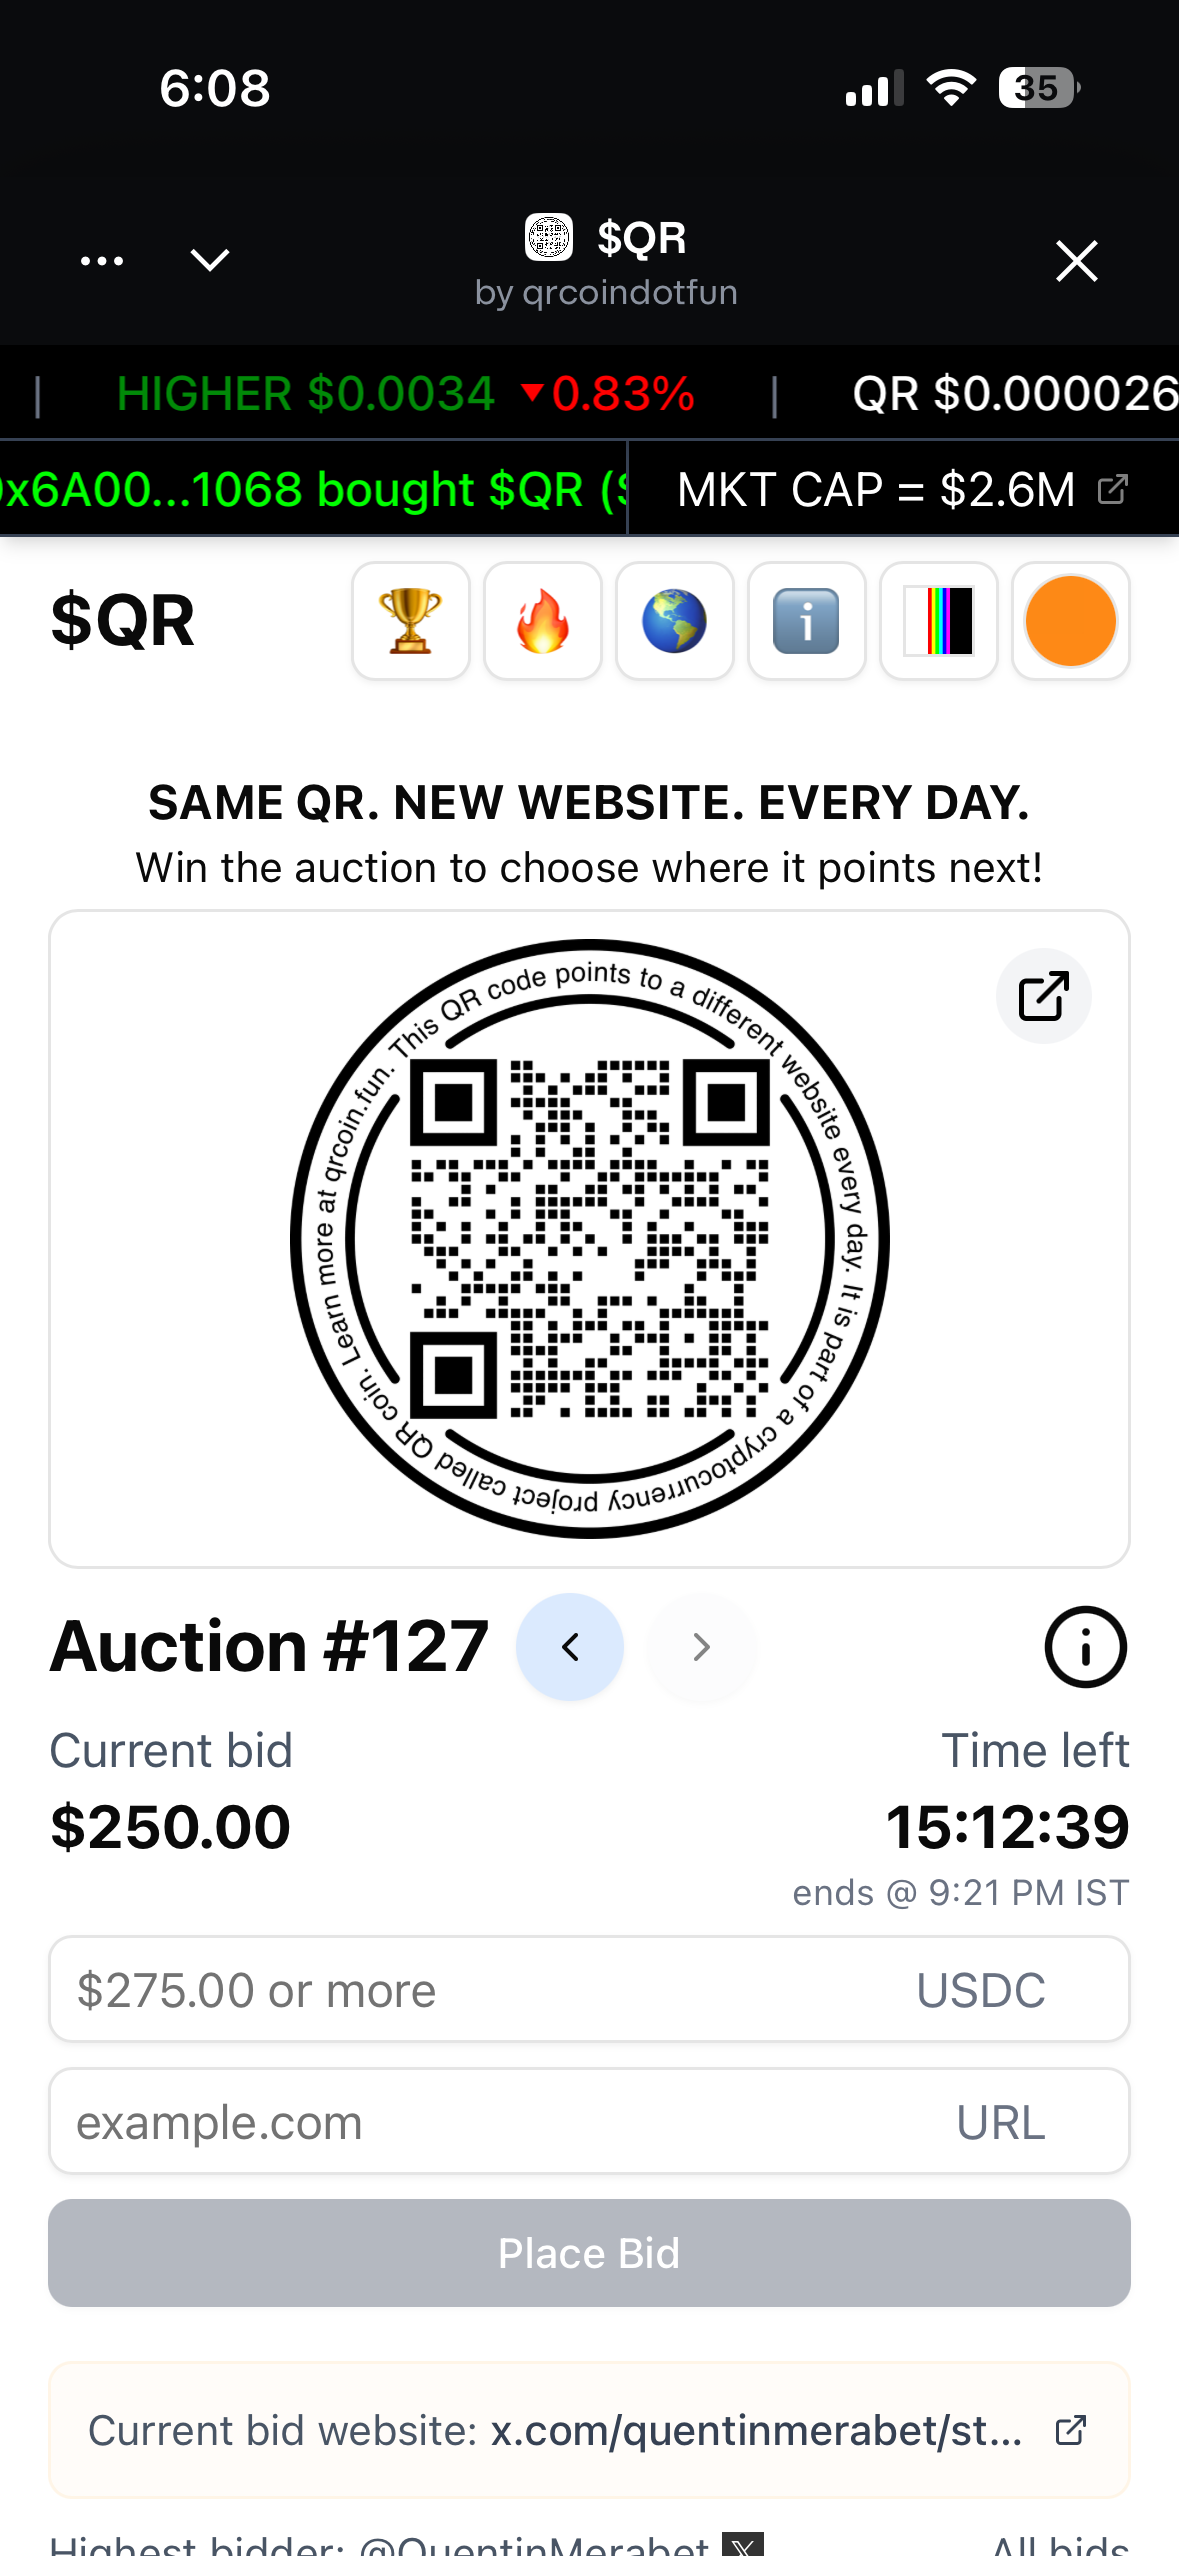 6:08
35
$QR
by qrcoindotfun
| HIGHER $0.0034 ▼0.83% | QR $0.000026
0x6A00...1068 bought $QR (
MKT CAP = $2.6M
$QR
SAME QR. NEW WEBSITE. EVERY DAY.
Win the auction to choose where it points next!
This QR code points to a different website every day. It is part of a cryptocurrency project called QR coin. Learn more at qrcoin.fun.
Auction #127
Current bid
Time left
$250.00
15:12:39
ends @ 9:21 PM IST
$275.00 or more
USDC
example.com
URL
Place Bid
Current bid website: x.com/quentinmerabet/st...
Highest bidder: @QuentinMerabet
All bids